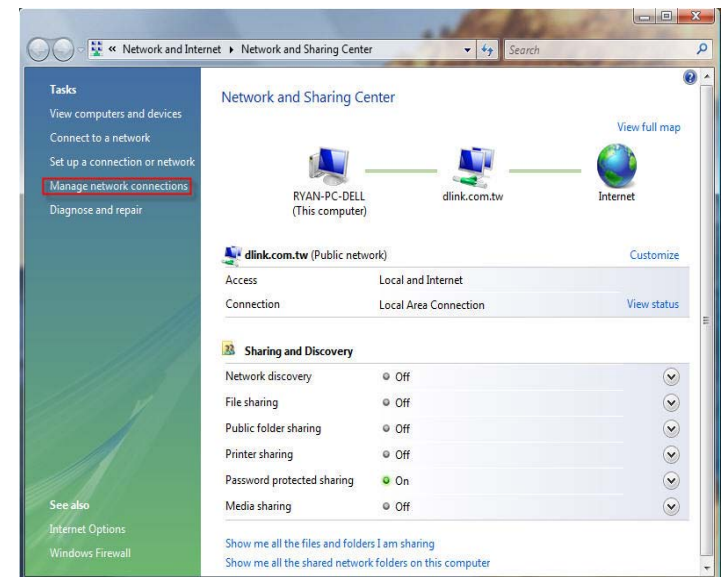 « Network and Internet ▸ Network and Sharing Center
Search
Tasks
View computers and devices
Connect to a network
Set up a connection or network
Manage network connections
Diagnose and repair
See also
Internet Options
Windows Firewall
Network and Sharing Center
View full map
RYAN-PC-DELL
(This computer)
dlink.com.tw
Internet
dlink.com.tw (Public network)
Customize
Access Local and Internet
Connection Local Area Connection View status
Sharing and Discovery
Network discovery Off
File sharing Off
Public folder sharing Off
Printer sharing Off
Password protected sharing On
Media sharing Off
Show me all the files and folders I am sharing
Show me all the shared network folders on this computer